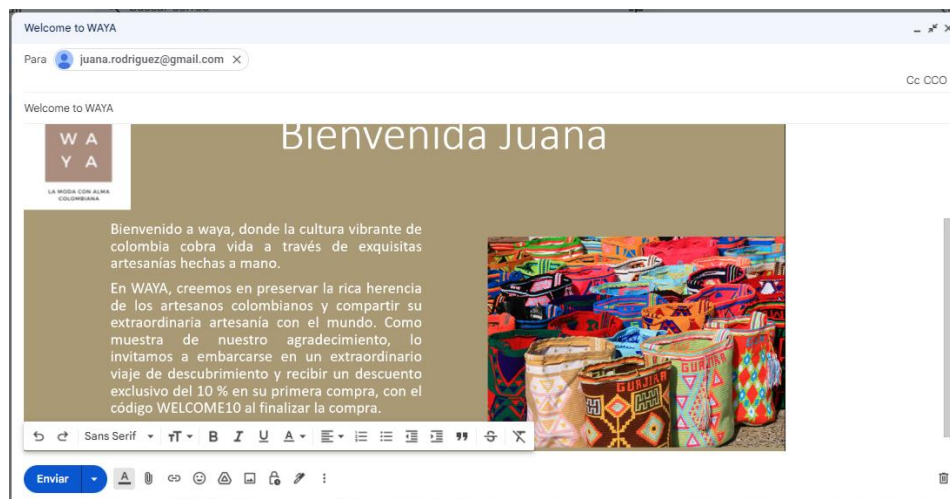 Welcome to WAYA
Para juana.rodriguez@gmail.com
Cc CCO
Welcome to WAYA
W A
Y A
LA MODA CON ALMA
COLOMBIANA
Bienvenida Juana
Bienvenido a waya, donde la cultura vibrante de
colombia cobra vida a través de exquisitas
artesanías hechas a mano.
En WAYA, creemos en preservar la rica herencia
de los artesanos colombianos y compartir su
extraordinaria artesanía con el mundo. Como
muestra de nuestro agradecimiento, lo
invitamos a embarcarse en un extraordinario
viaje de descubrimiento y recibir un descuento
exclusivo del 10 % en su primera compra, con el
código WELCOME10 al finalizar la compra.
GUAJIRA
Sans Serif
Enviar